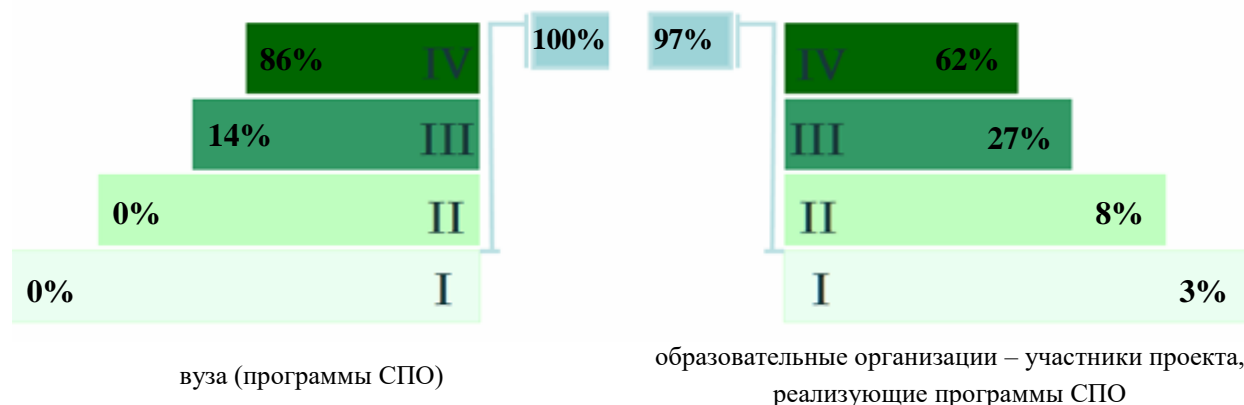 100% 97%
86% IV IV 62%
14% III III 27%
0% II II 8%
0% I I 3%
вуза (программы СПО)
образовательные организации – участники проекта,
реализующие программы СПО